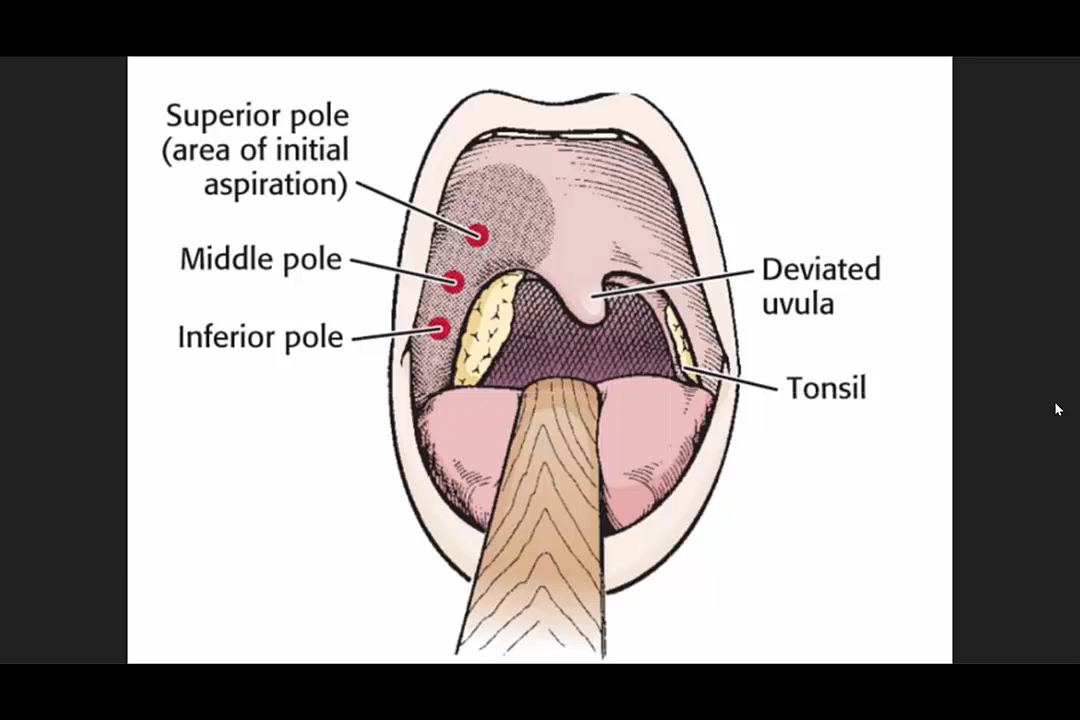 Superior pole
(area of initial
aspiration)
Middle pole
Inferior pole
Deviated
uvula
Tonsil